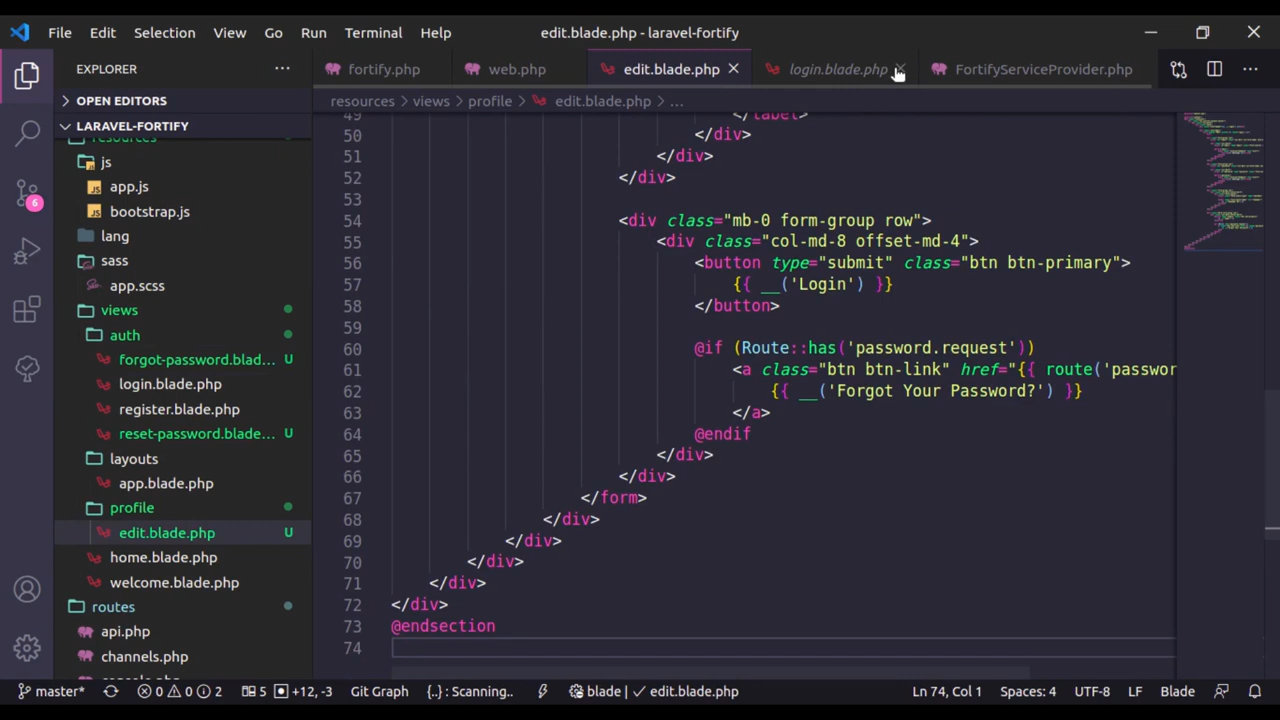 File Edit Selection View Go Run Terminal Help edit.blade.php - laravel-fortify
EXPLORER ...
fortify.php web.php edit.blade.php login.blade.php FortifyServiceProvider.php ...
OPEN EDITORS
resources > views > profile > edit.blade.php > ...
LARAVEL-FORTIFY
resources
js
app.js
bootstrap.js
lang
sass
app.scss
views
auth
forgot-password.blad... U
login.blade.php
register.blade.php
reset-password.blade... U
layouts
app.blade.php
profile
edit.blade.php U
home.blade.php
welcome.blade.php
routes
api.php
channels.php
console.php
6
49 </label>
50 </div>
51 </div>
52 </div>
53
54 <div class="mb-0 form-group row">
55 <div class="col-md-8 offset-md-4">
56 <button type="submit" class="btn btn-primary">
57 {{ __('Login') }}
58 </button>
59
60 @if (Route::has('password.request'))
61 <a class="btn btn-link" href="{{ route('passwor
62 {{ __('Forgot Your Password?') }}
63 </a>
64 @endif
65 </div>
66 </div>
67 </form>
68 </div>
69 </div>
70 </div>
71 </div>
72 </div>
73 @endsection
74
master* 0 0 2 5 +12, -3 Git Graph {..} : Scanning.. blade | edit.blade.php Ln 74, Col 1 Spaces: 4 UTF-8 LF Blade